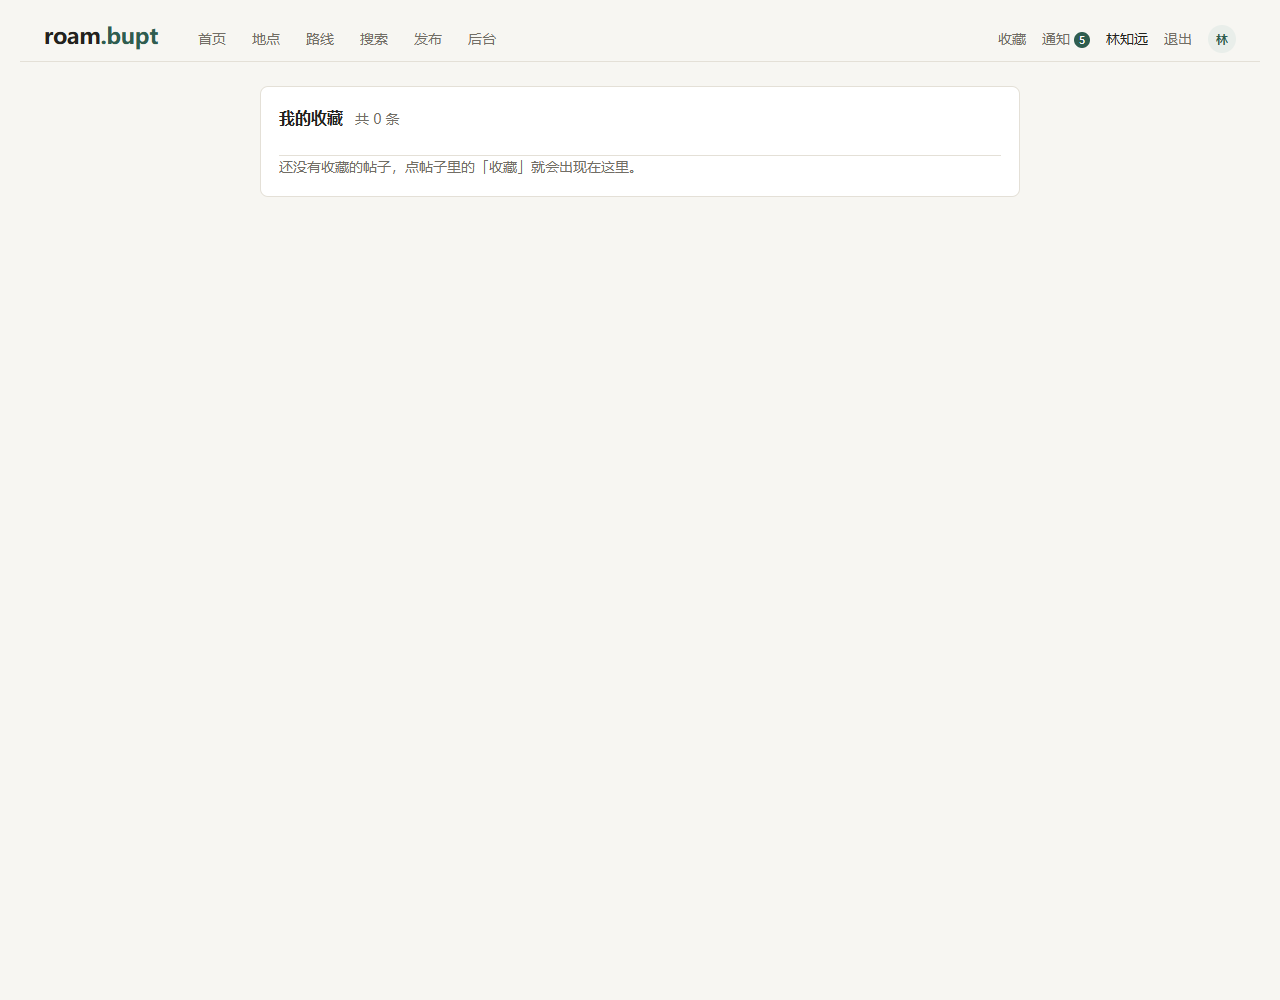 roam.bupt 首页 地点 路线 搜索 发布 后台 收藏 通知 5 林知远 退出 林
我的收藏 共 0 条
还没有收藏的帖子，点帖子里的「收藏」就会出现在这里。